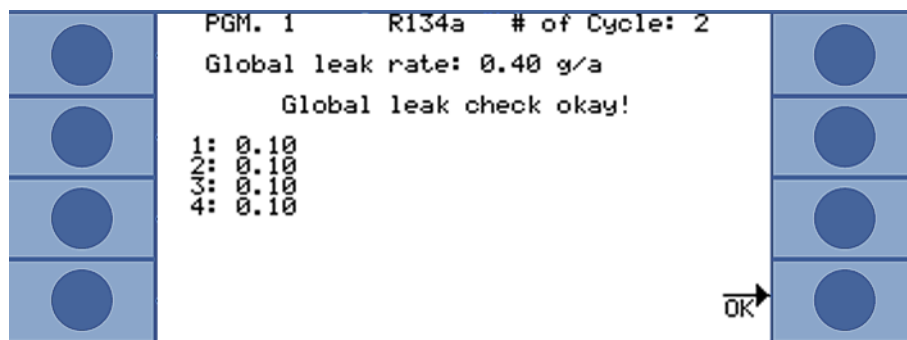 PGM. 1 R134a # of Cycle: 2
Global leak rate: 0.40 g/a
Global leak check okay!
1: 0.10
2: 0.10
3: 0.10
4: 0.10
OK